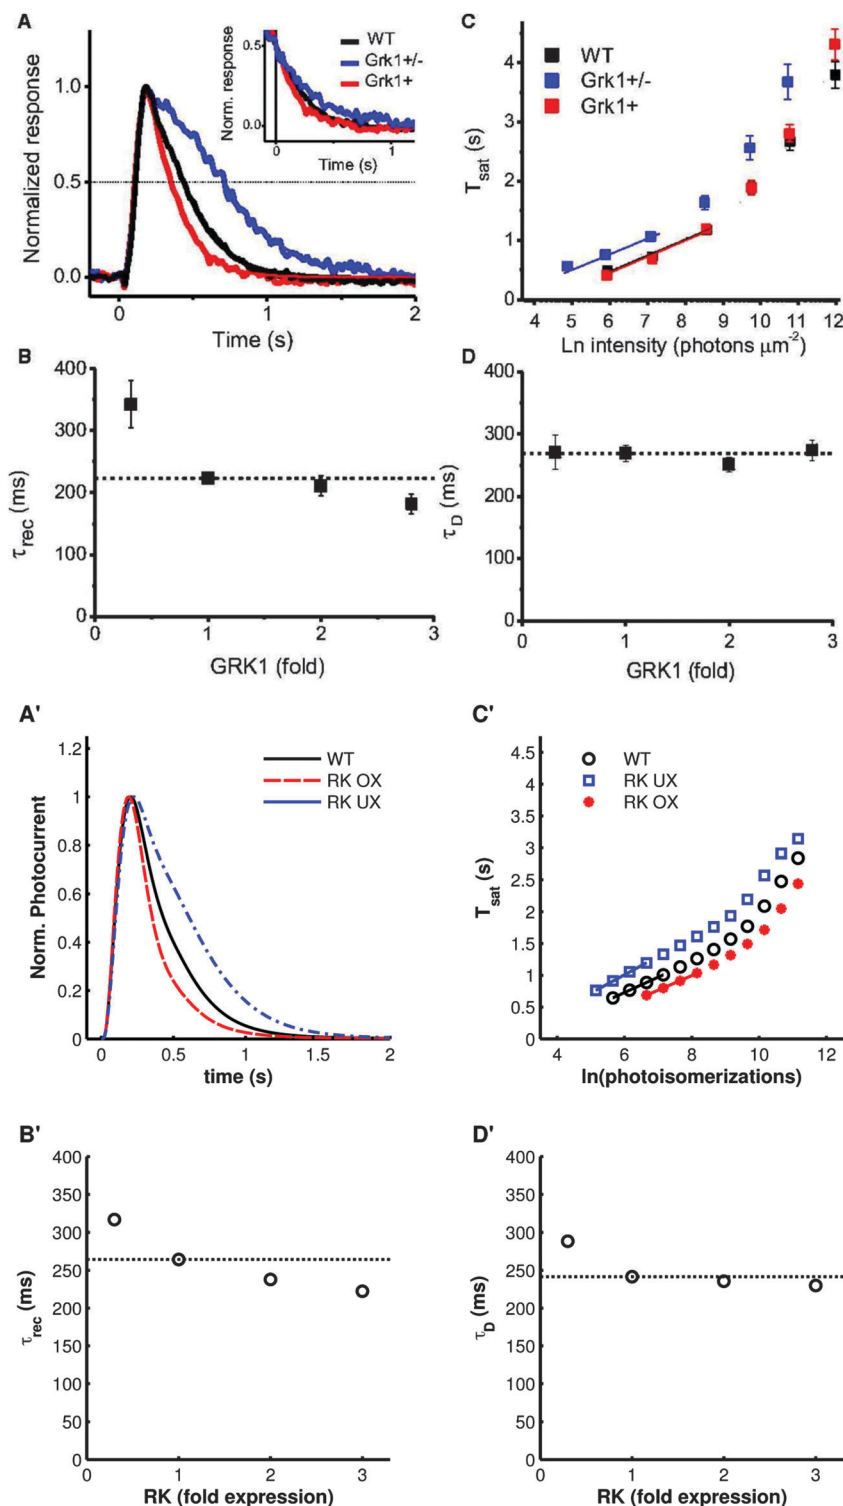 A
Normalized response
1.0
0.5
0.0
0
1
2
Time (s)
WT
Grk1+/-
Grk1+
Norm. response
0.5
0.0
0
1
Time (s)
C
WT
Grk1+/-
Grk1+
Tsat (s)
4
3
2
1
0
4 5 6 7 8 9 10 11 12
Ln intensity (photons μm-2)
B
τrec (ms)
400
300
200
100
0
0 1 2 3
GRK1 (fold)
D
τD (ms)
400
300
200
100
0
0 1 2 3
GRK1 (fold)
A'
Norm. Photocurrent
1.2
1
0.8
0.6
0.4
0.2
0
0 0.5 1 1.5 2
time (s)
WT
RK OX
RK UX
C'
WT
RK UX
RK OX
Tsat (s)
4.5
4
3.5
3
2.5
2
1.5
1
0.5
0
4 6 8 10 12
ln(photoisomerizations)
B'
τrec (ms)
400
350
300
250
200
150
100
50
0
0 1 2 3
RK (fold expression)
D'
τD (ms)
400
350
300
250
200
150
100
50
0
0 1 2 3
RK (fold expression)